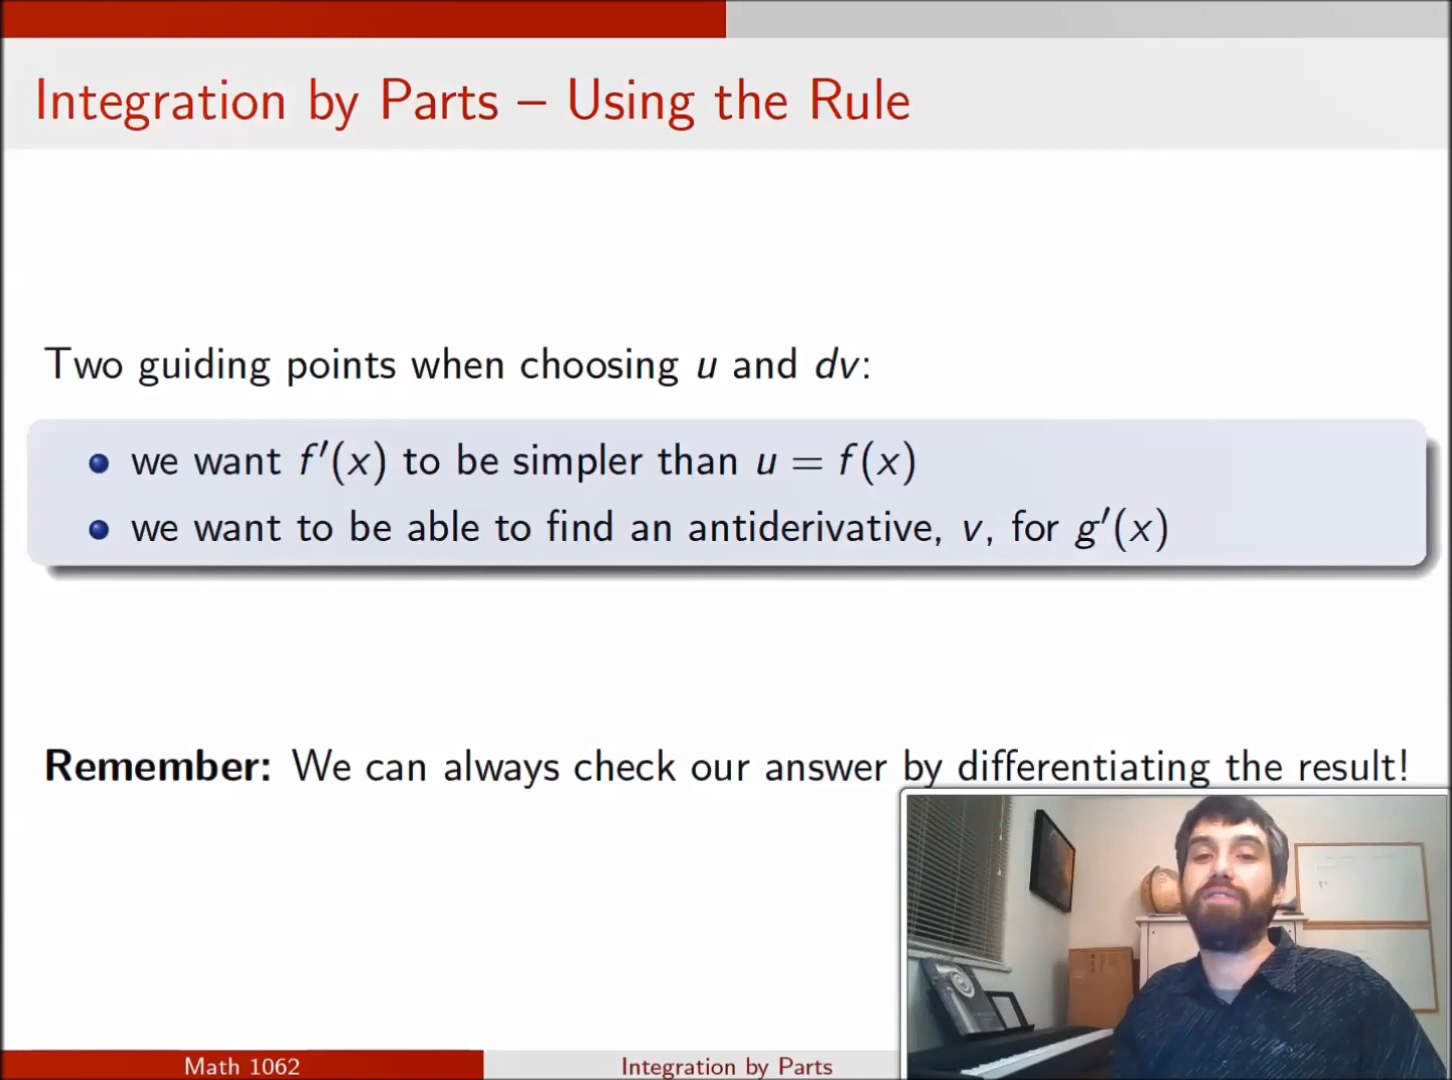 Integration by Parts – Using the Rule
Two guiding points when choosing u and dv:
we want f′(x) to be simpler than u = f(x)
we want to be able to find an antiderivative, v, for g′(x)
Remember: We can always check our answer by differentiating the result!
Math 1062
Integration by Parts